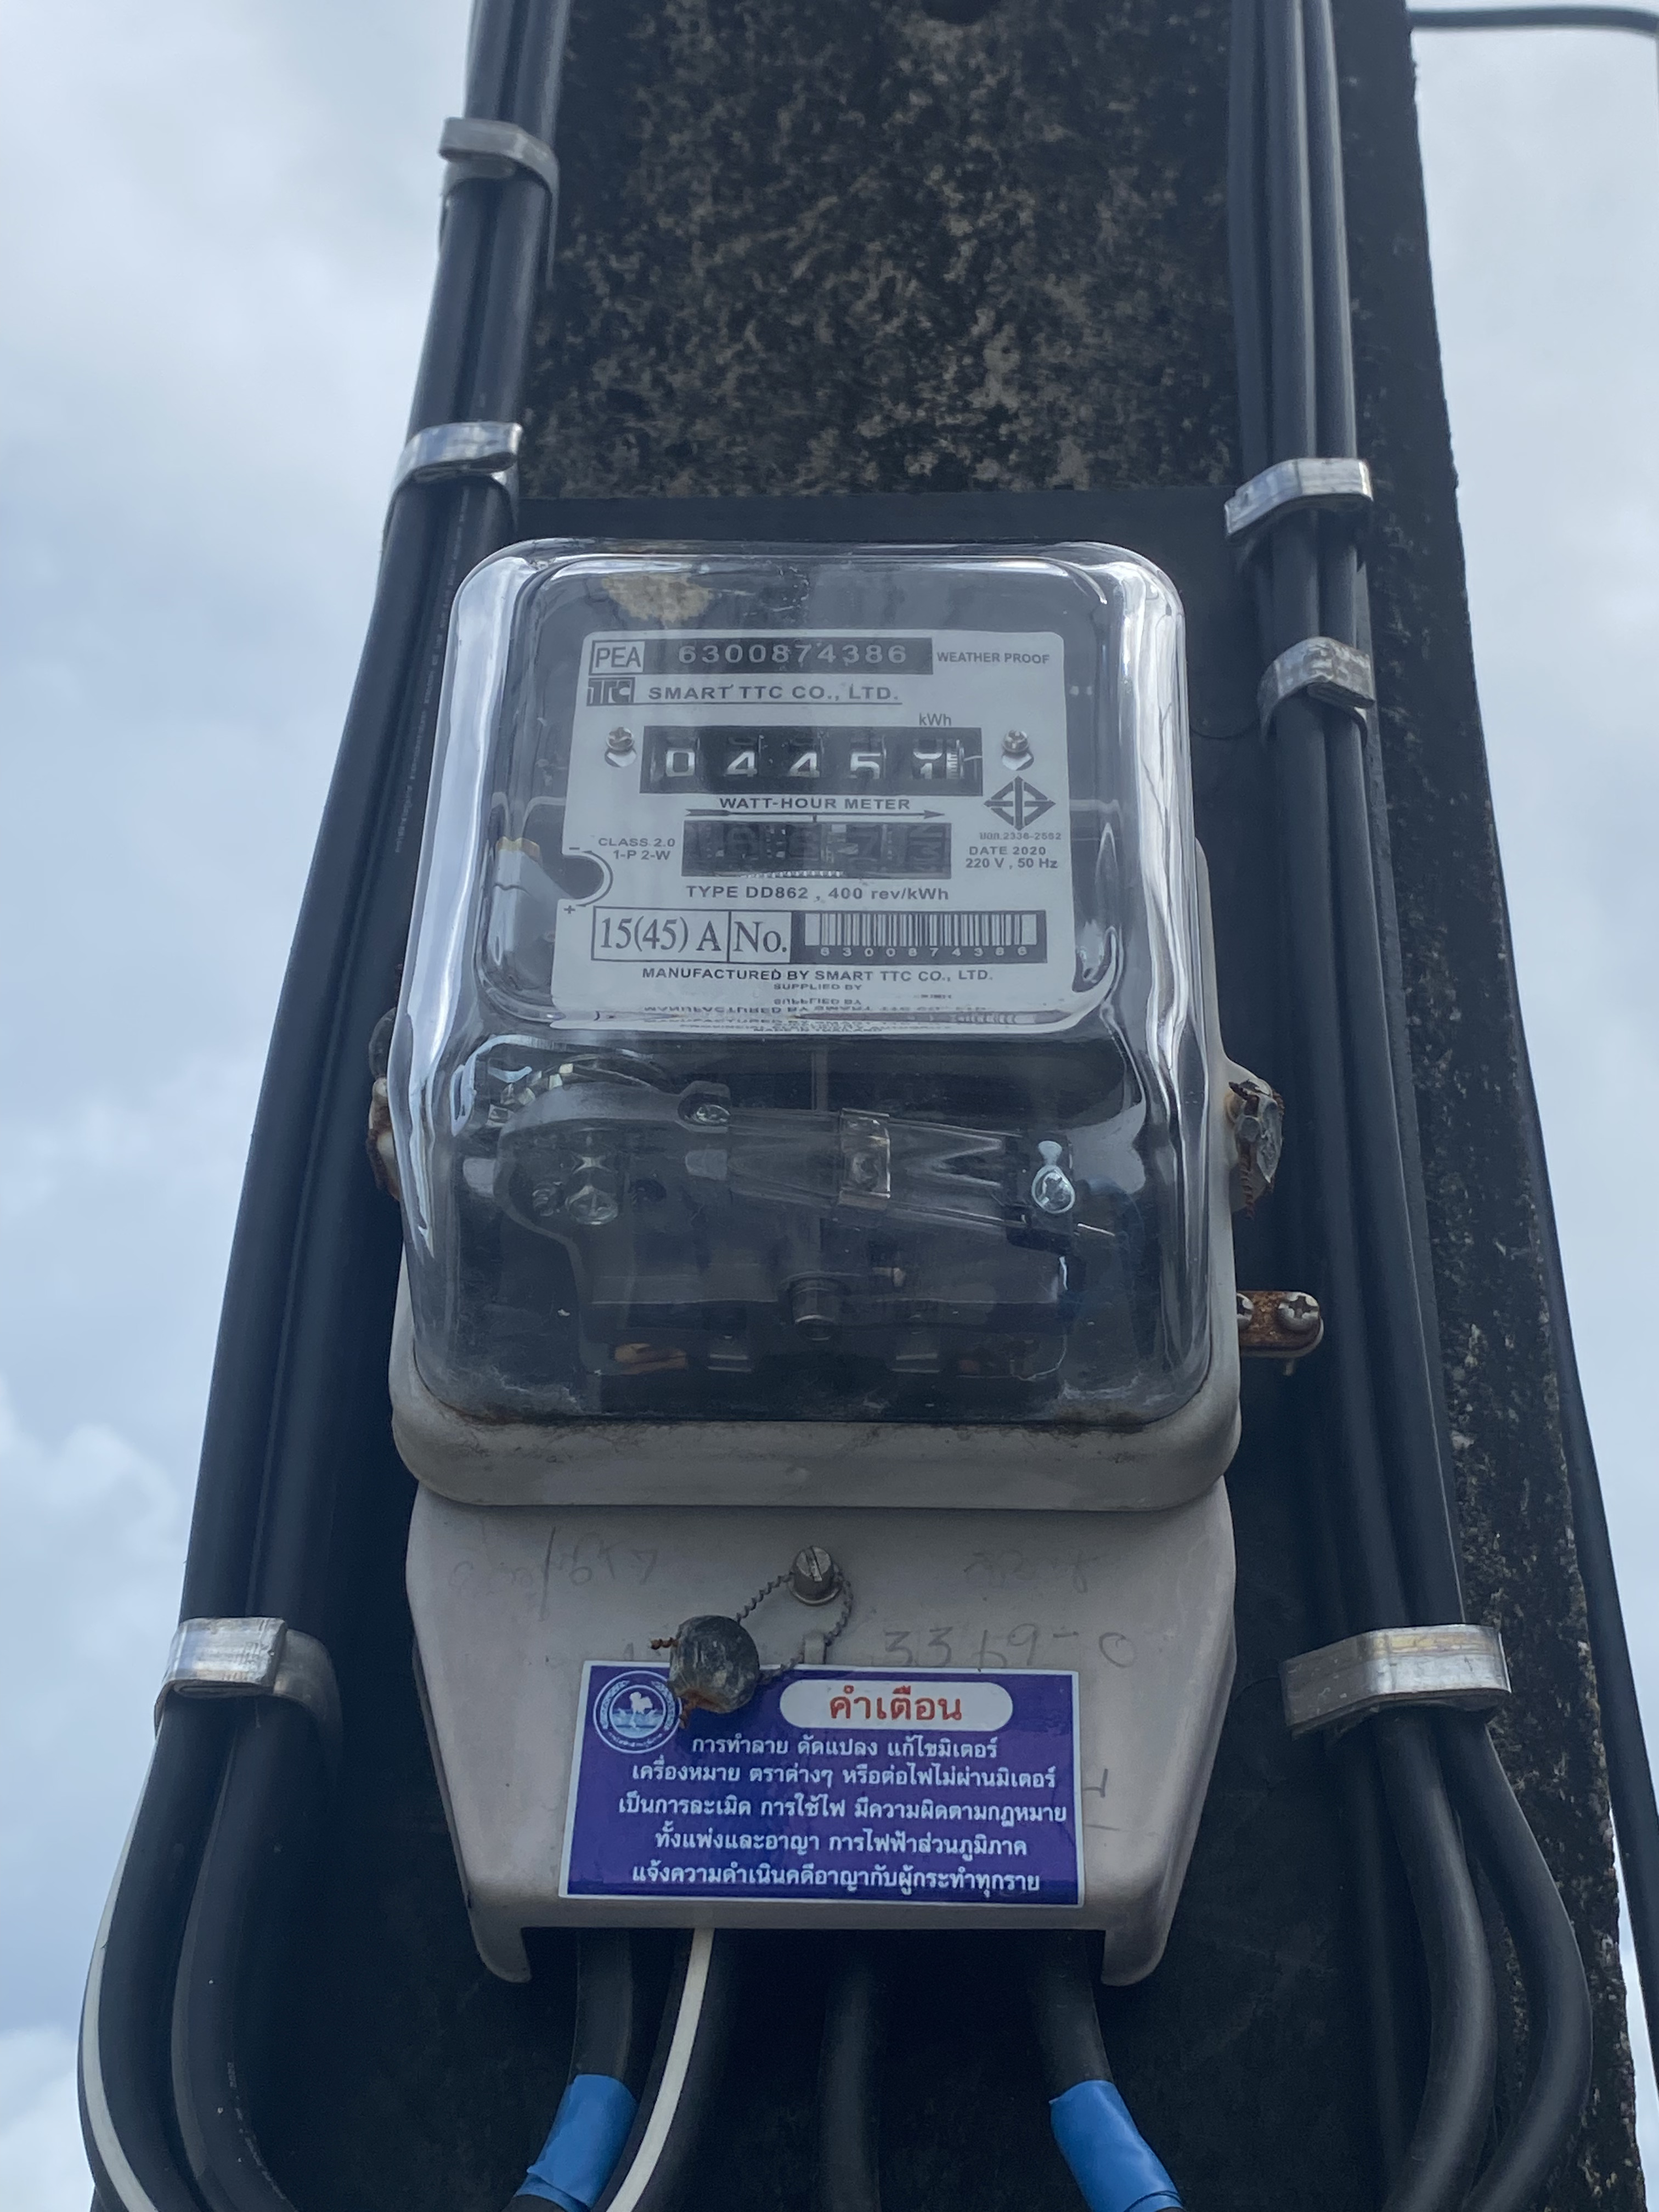 PEA 6300874386 WEATHER PROOF
TTC SMART TTC CO., LTD.
kWh
0 4 4 5
WATT-HOUR METER
มอก.2336-2552
CLASS 2.0
1-P 2-W
DATE 2020
220 V , 50 Hz
TYPE DD862 , 400 rev/kWh
15(45) A No. 6300874386
MANUFACTURED BY SMART TTC CO., LTD.
SUPPLIED BY
คำเตือน
การทำลาย ดัดแปลง แก้ไขมิเตอร์
เครื่องหมาย ตราต่างๆ หรือต่อไฟไม่ผ่านมิเตอร์
เป็นการละเมิด การใช้ไฟ มีความผิดตามกฎหมาย
ทั้งแพ่งและอาญา การไฟฟ้าส่วนภูมิภาค
แจ้งความดำเนินคดีอาญากับผู้กระทำทุกราย